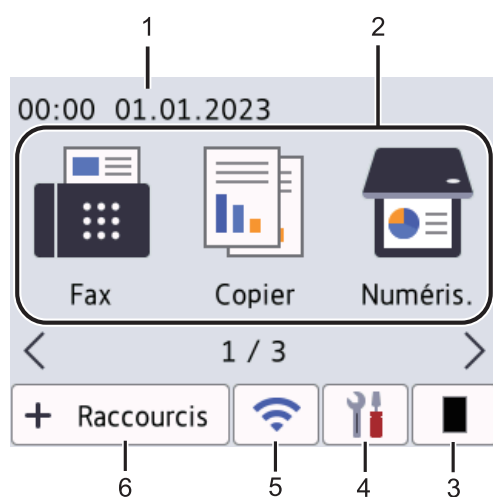 1 2
00:00 01.01.2023
Fax Copier Numéris.
1 / 3
+ Raccourcis
6 5 4 3